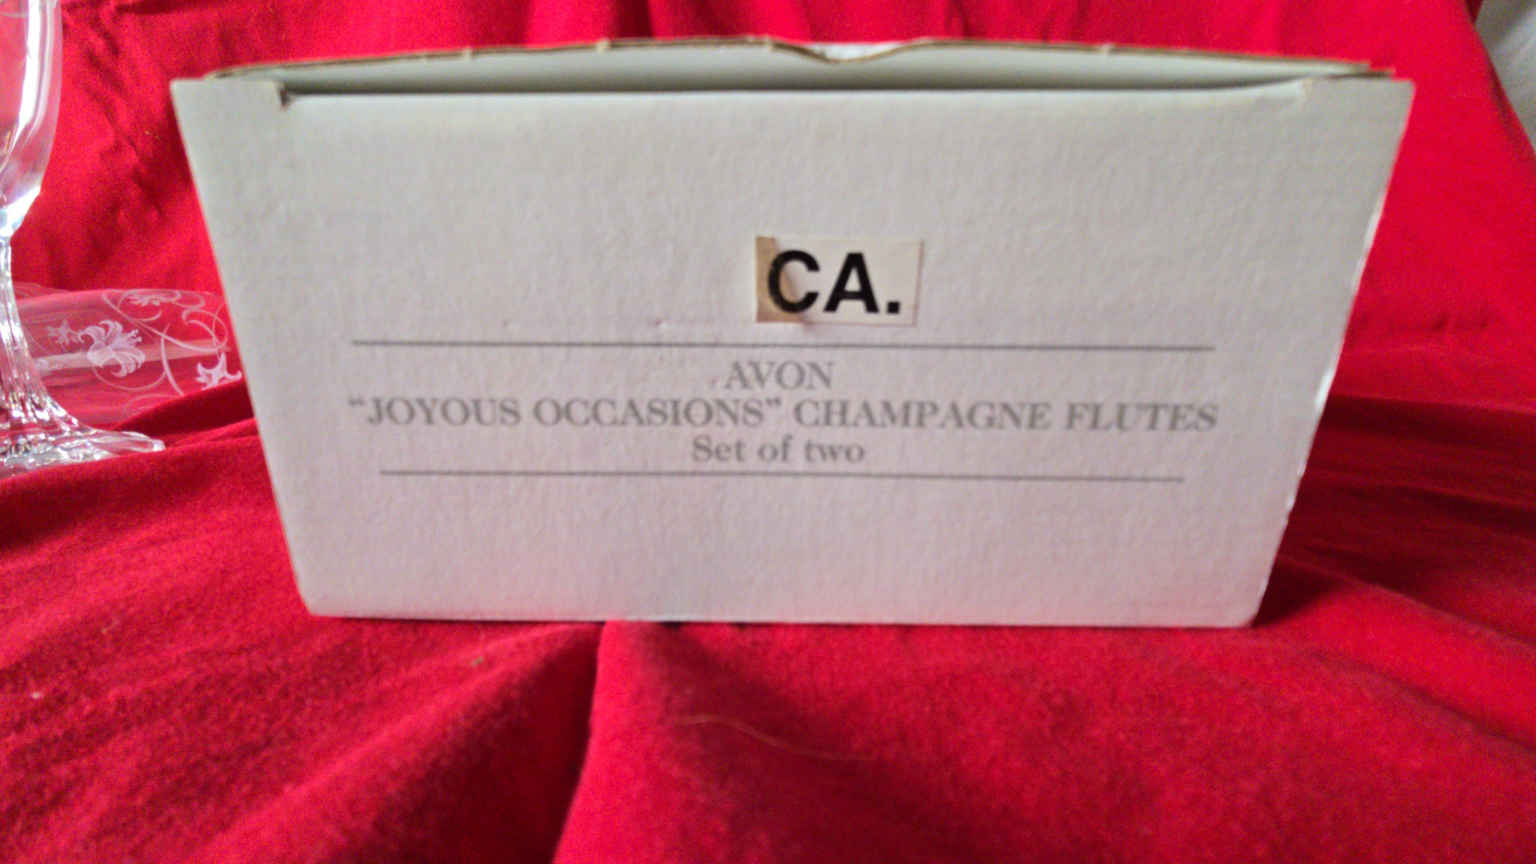 CA.
AVON
“JOYOUS OCCASIONS” CHAMPAGNE FLUTES
Set of two